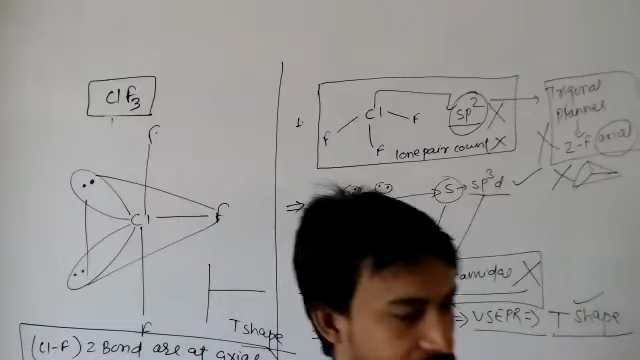 ClF3
F
Cl
F
F
T shape
(Cl-F) 2 Bond are at axial
1.
Cl
F
F
F
sp2
X
lone pair count X
Trigonal
planner
2-F axial
X
X
⇒
5 → sp3d ✓
X
⇒ VSEPR ⇒ T shape